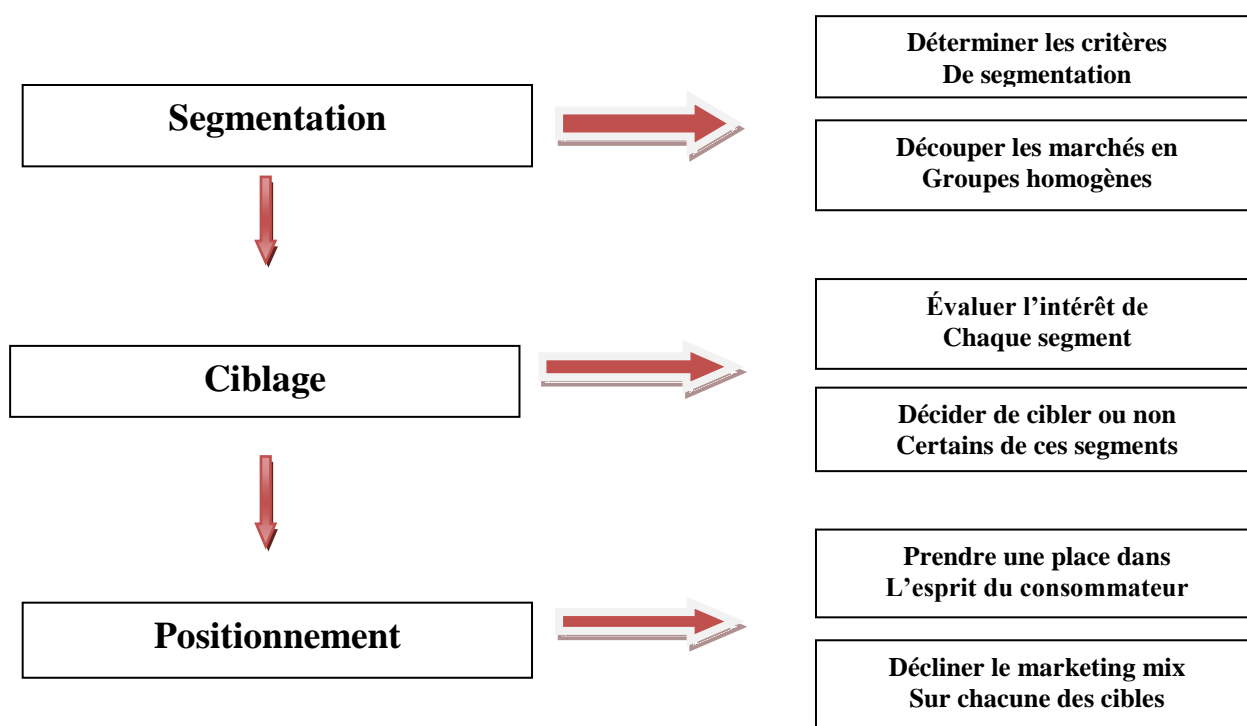 Segmentation
Déterminer les critères
De segmentation
Découper les marchés en
Groupes homogènes
Ciblage
Évaluer l’intérêt de
Chaque segment
Décider de cibler ou non
Certains de ces segments
Positionnement
Prendre une place dans
L’esprit du consommateur
Décliner le marketing mix
Sur chacune des cibles